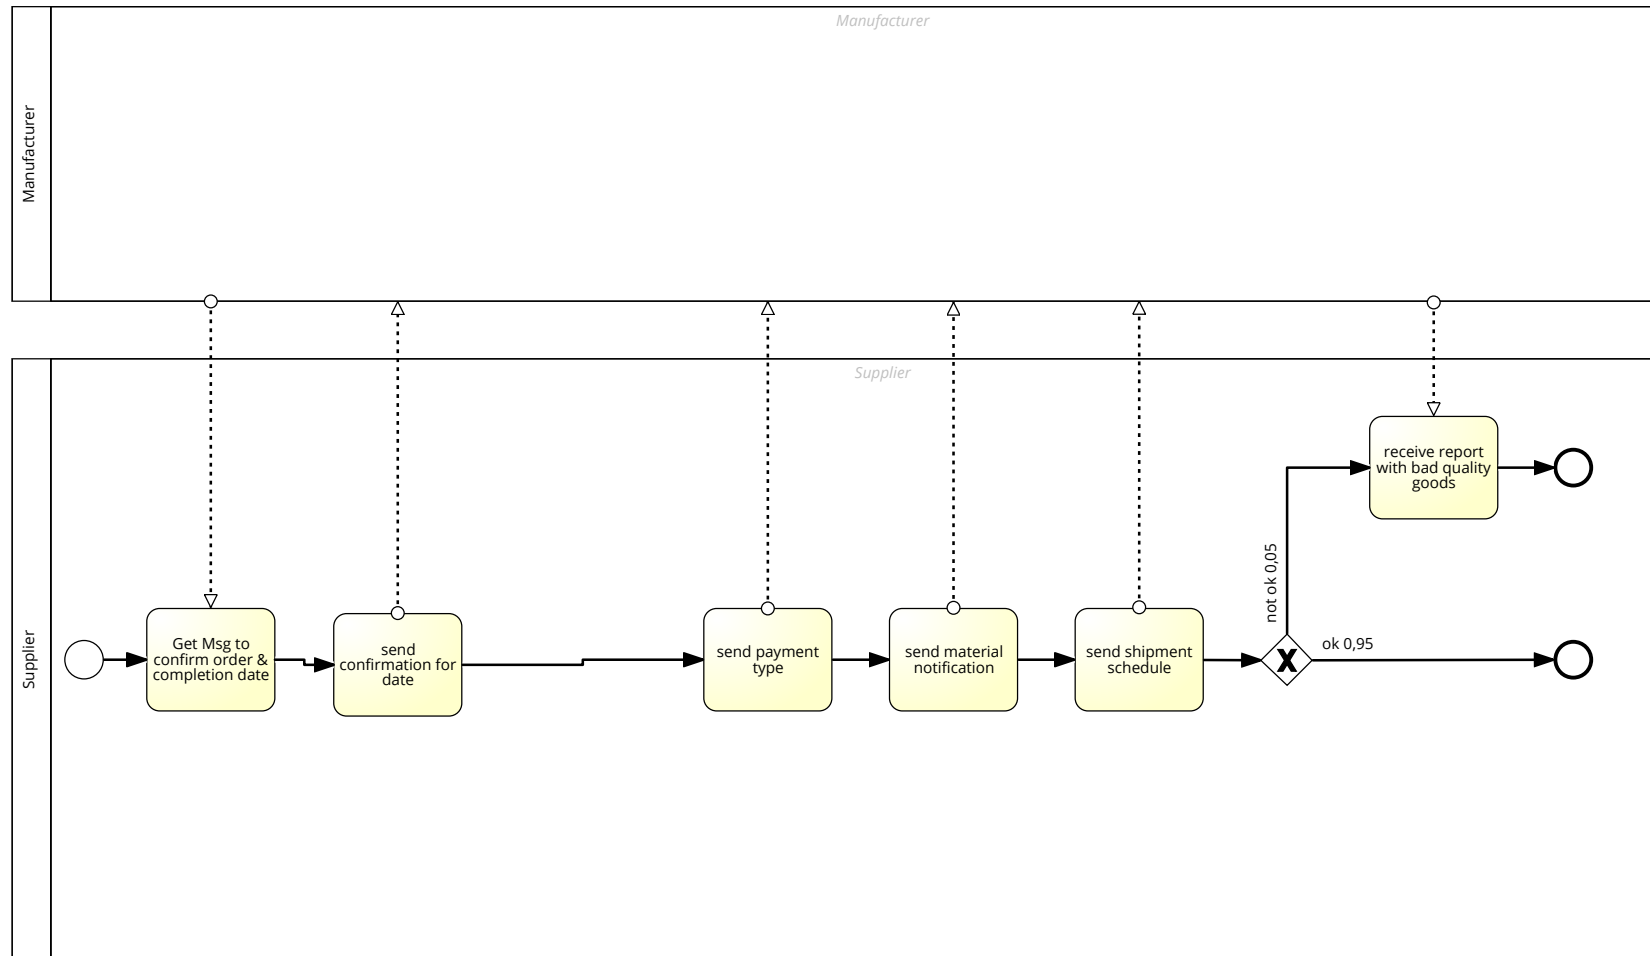 Manufacturer
Manufacturer
Supplier
Supplier
receive report
with bad quality
goods
not ok 0,05
ok 0,95
Get Msg to
confirm order &
completion date
send
confirmation for
date
send payment
type
send material
notification
send shipment
schedule